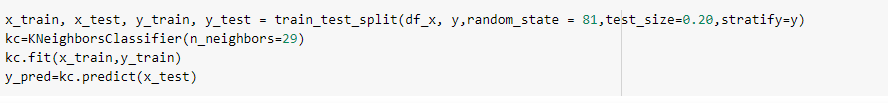 x_train, x_test, y_train, y_test = train_test_split(df_x, y,random_state = 81,test_size=0.20,stratify=y)
kc=KNeighborsClassifier(n_neighbors=29)
kc.fit(x_train,y_train)
y_pred=kc.predict(x_test)